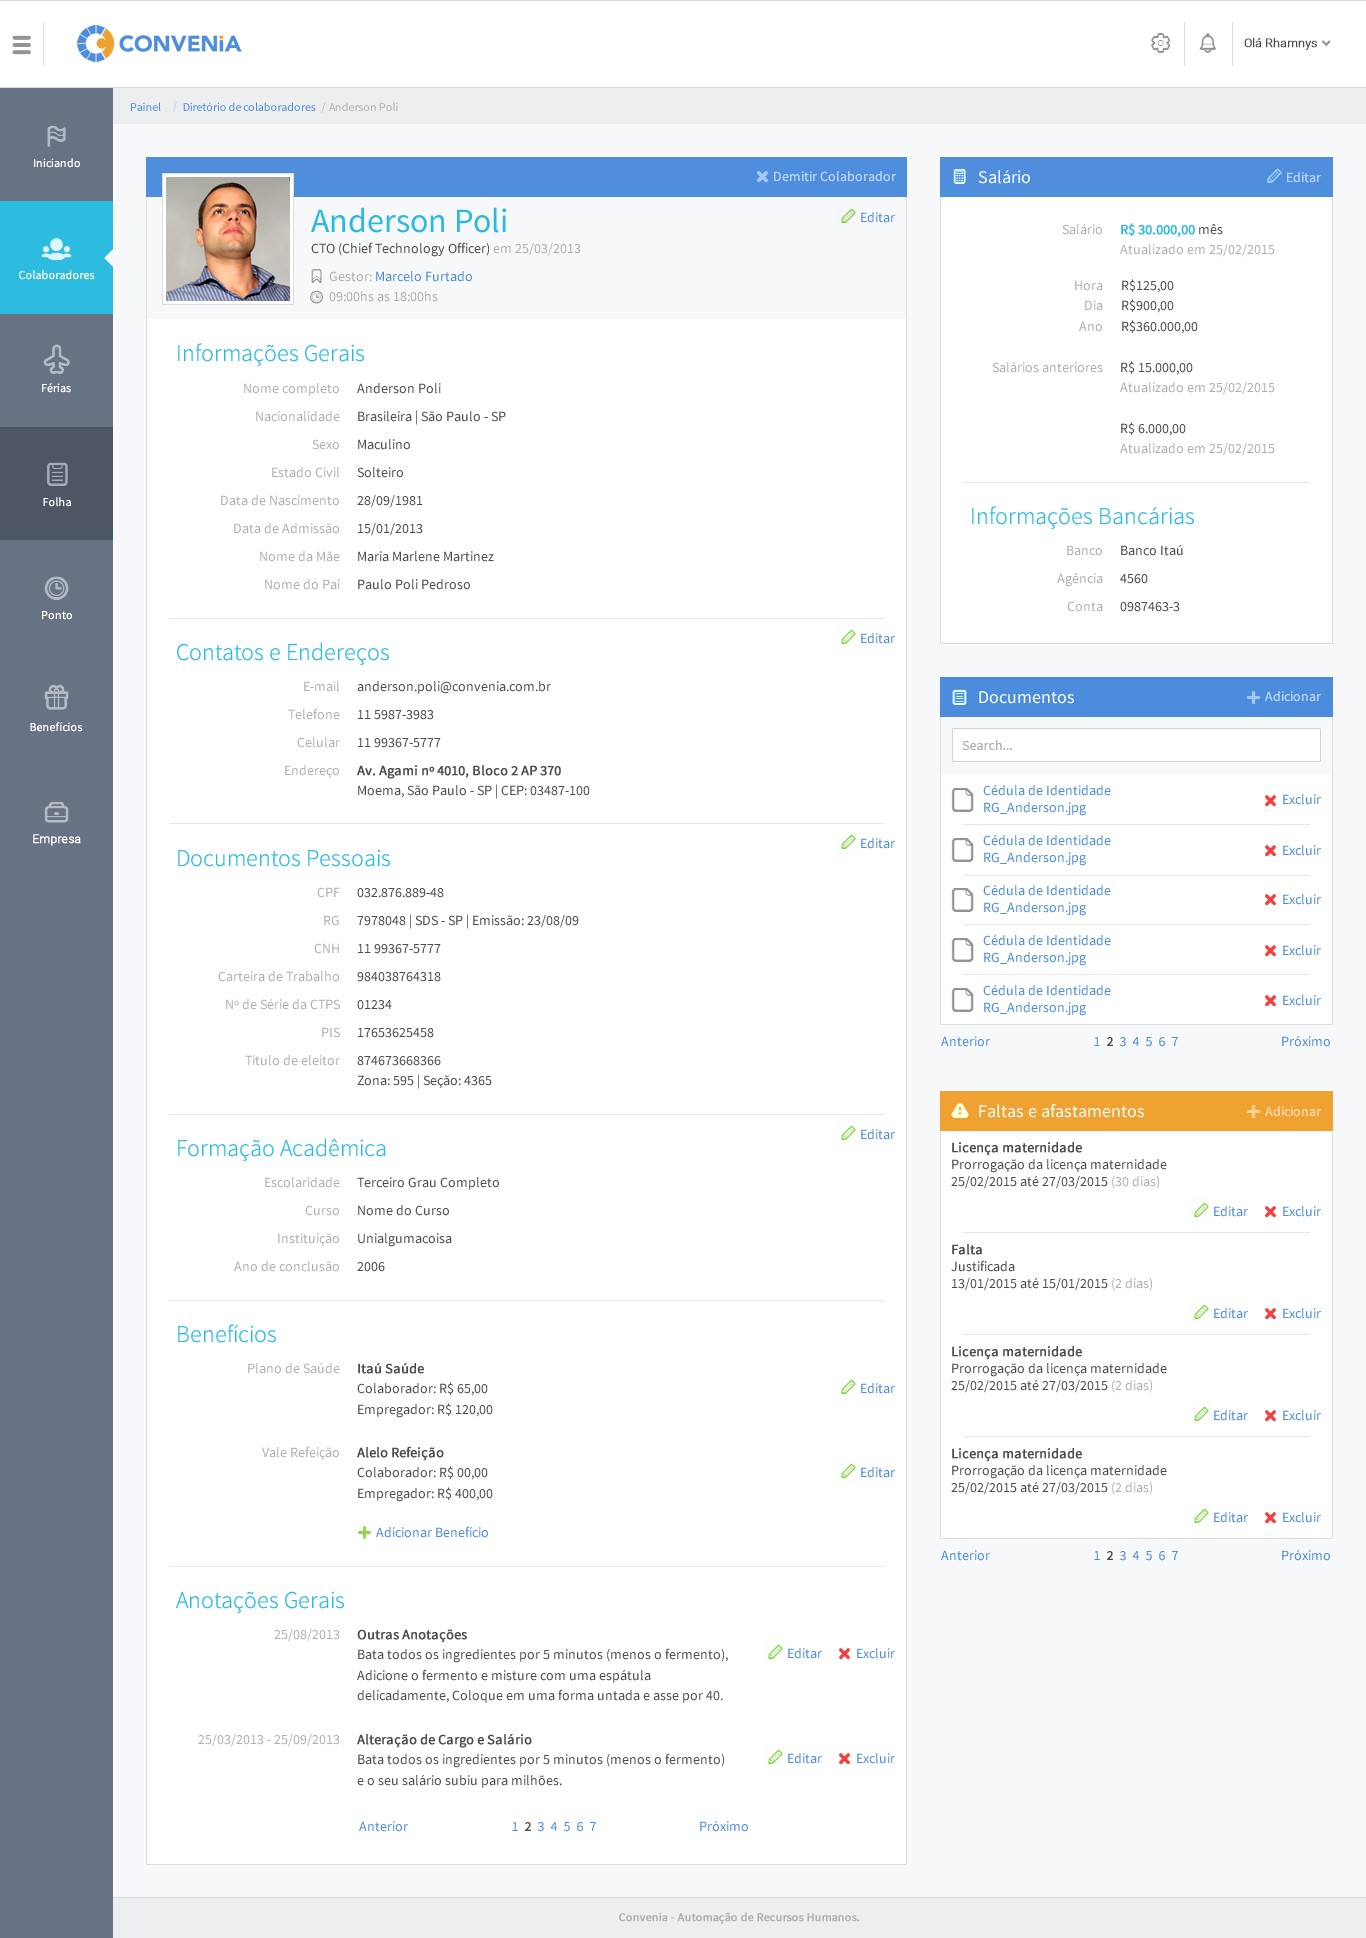 CONVENiA
Olá Rhamnys
Painel / Diretório de colaboradores / Anderson Poli
Iniciando
Colaboradores
Férias
Folha
Ponto
Benefícios
Empresa
Demitir Colaborador
Anderson Poli
Editar
CTO (Chief Technology Officer) em 25/03/2013
Gestor: Marcelo Furtado
09:00hs as 18:00hs
Informações Gerais
Nome completo Anderson Poli
Nacionalidade Brasileira | São Paulo - SP
Sexo Maculino
Estado Civil Solteiro
Data de Nascimento 28/09/1981
Data de Admissão 15/01/2013
Nome da Mãe Maria Marlene Martinez
Nome do Pai Paulo Poli Pedroso
Editar
Contatos e Endereços
E-mail anderson.poli@convenia.com.br
Telefone 11 5987-3983
Celular 11 99367-5777
Endereço Av. Agami nº 4010, Bloco 2 AP 370
Moema, São Paulo - SP | CEP: 03487-100
Editar
Documentos Pessoais
CPF 032.876.889-48
RG 7978048 | SDS - SP | Emissão: 23/08/09
CNH 11 99367-5777
Carteira de Trabalho 984038764318
Nº de Série da CTPS 01234
PIS 17653625458
Título de eleitor 874673668366
Zona: 595 | Seção: 4365
Editar
Formação Acadêmica
Escolaridade Terceiro Grau Completo
Curso Nome do Curso
Instituição Unialgumacoisa
Ano de conclusão 2006
Benefícios
Plano de Saúde Itaú Saúde
Colaborador: R$ 65,00 Editar
Empregador: R$ 120,00
Vale Refeição Alelo Refeição
Colaborador: R$ 00,00 Editar
Empregador: R$ 400,00
Adicionar Benefício
Anotações Gerais
25/08/2013 Outras Anotações
Bata todos os ingredientes por 5 minutos (menos o fermento), Editar Excluir
Adicione o fermento e misture com uma espátula
delicadamente, Coloque em uma forma untada e asse por 40.
25/03/2013 - 25/09/2013 Alteração de Cargo e Salário
Bata todos os ingredientes por 5 minutos (menos o fermento) Editar Excluir
e o seu salário subiu para milhões.
Anterior 1 2 3 4 5 6 7 Próximo
Salário Editar
Salário R$ 30.000,00 mês
Atualizado em 25/02/2015
Hora R$125,00
Dia R$900,00
Ano R$360.000,00
Salários anteriores R$ 15.000,00
Atualizado em 25/02/2015
R$ 6.000,00
Atualizado em 25/02/2015
Informações Bancárias
Banco Banco Itaú
Agência 4560
Conta 0987463-3
Documentos Adicionar
Search...
Cédula de Identidade
RG_Anderson.jpg
Excluir
Cédula de Identidade
RG_Anderson.jpg
Excluir
Cédula de Identidade
RG_Anderson.jpg
Excluir
Cédula de Identidade
RG_Anderson.jpg
Excluir
Cédula de Identidade
RG_Anderson.jpg
Excluir
Anterior 1 2 3 4 5 6 7 Próximo
Faltas e afastamentos Adicionar
Licença maternidade
Prorrogação da licença maternidade
25/02/2015 até 27/03/2015 (30 dias)
Editar Excluir
Falta
Justificada
13/01/2015 até 15/01/2015 (2 dias)
Editar Excluir
Licença maternidade
Prorrogação da licença maternidade
25/02/2015 até 27/03/2015 (2 dias)
Editar Excluir
Licença maternidade
Prorrogação da licença maternidade
25/02/2015 até 27/03/2015 (2 dias)
Editar Excluir
Anterior 1 2 3 4 5 6 7 Próximo
Convenia - Automação de Recursos Humanos.